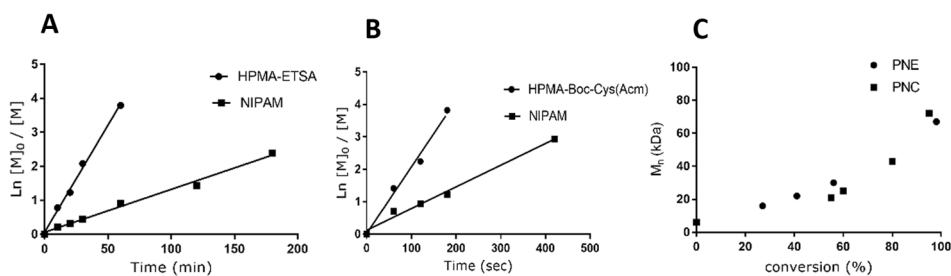 A
Ln [M]₀ / [M]
5
4
3
2
1
0
0 50 100 150 200
Time (min)
HPMA-ETSA
NIPAM
B
Ln [M]₀ / [M]
5
4
3
2
1
0
0 100 200 300 400 500
Time (sec)
HPMA-Boc-Cys(Acm)
NIPAM
C
Mₙ (kDa)
100
80
60
40
20
0
0 20 40 60 80 100
conversion (%)
PNE
PNC